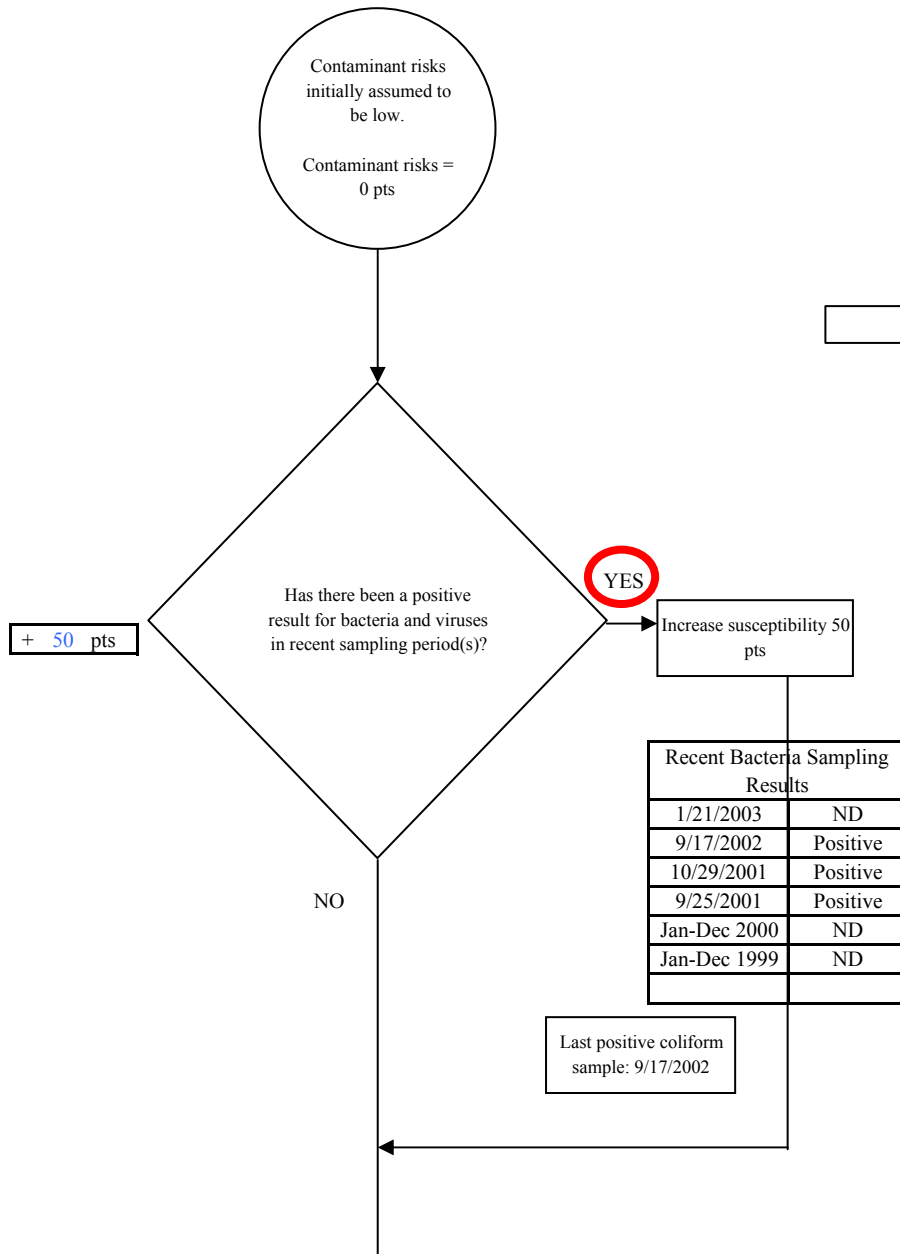 Contaminant risks
initially assumed to
be low.
Contaminant risks =
0 pts
YES
Has there been a positive
result for bacteria and viruses
in recent sampling period(s)?
+ 50 pts
Increase susceptibility 50
pts
Recent Bacteria Sampling
Results
1/21/2003 ND
9/17/2002 Positive
10/29/2001 Positive
9/25/2001 Positive
Jan-Dec 2000 ND
Jan-Dec 1999 ND
NO
Last positive coliform
sample: 9/17/2002